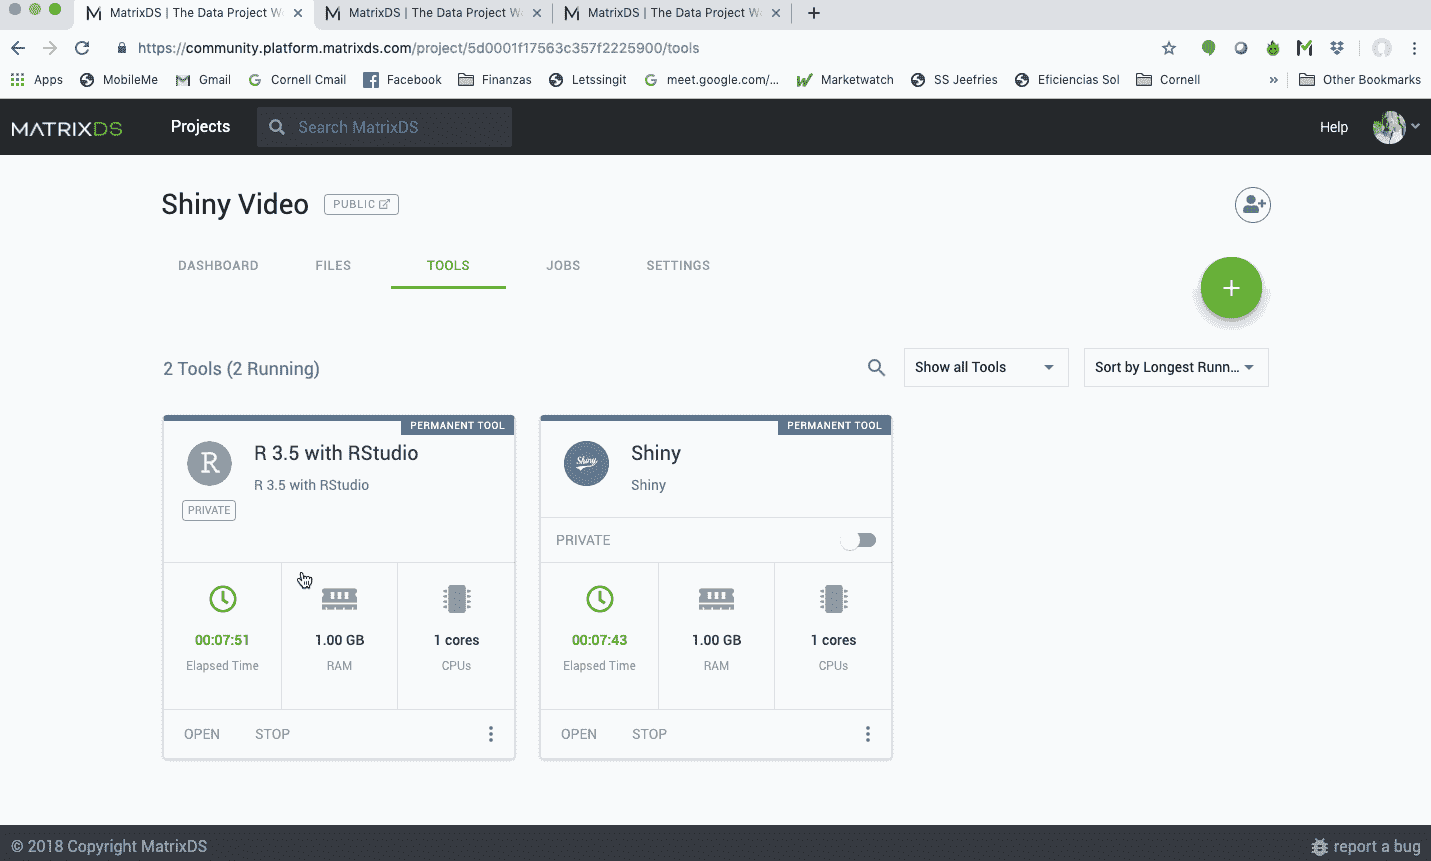 MatrixDS | The Data Project W
MatrixDS | The Data Project W
MatrixDS | The Data Project W
https://community.platform.matrixds.com/project/5d0001f17563c357f2225900/tools
Apps MobileMe Gmail Cornell Cmail Facebook Finanzas Letssingit meet.google.com/... Marketwatch SS Jeefries Eficiencias Sol Cornell » Other Bookmarks
MATRIXDS Projects Search MatrixDS Help
Shiny Video PUBLIC
DASHBOARD FILES TOOLS JOBS SETTINGS
+
2 Tools (2 Running) Show all Tools Sort by Longest Runn...
PERMANENT TOOL
R
R 3.5 with RStudio
R 3.5 with RStudio
PRIVATE
00:07:51 1.00 GB 1 cores
Elapsed Time RAM CPUs
OPEN STOP
PERMANENT TOOL
Shiny
Shiny
Shiny
PRIVATE
00:07:43 1.00 GB 1 cores
Elapsed Time RAM CPUs
OPEN STOP
© 2018 Copyright MatrixDS report a bug